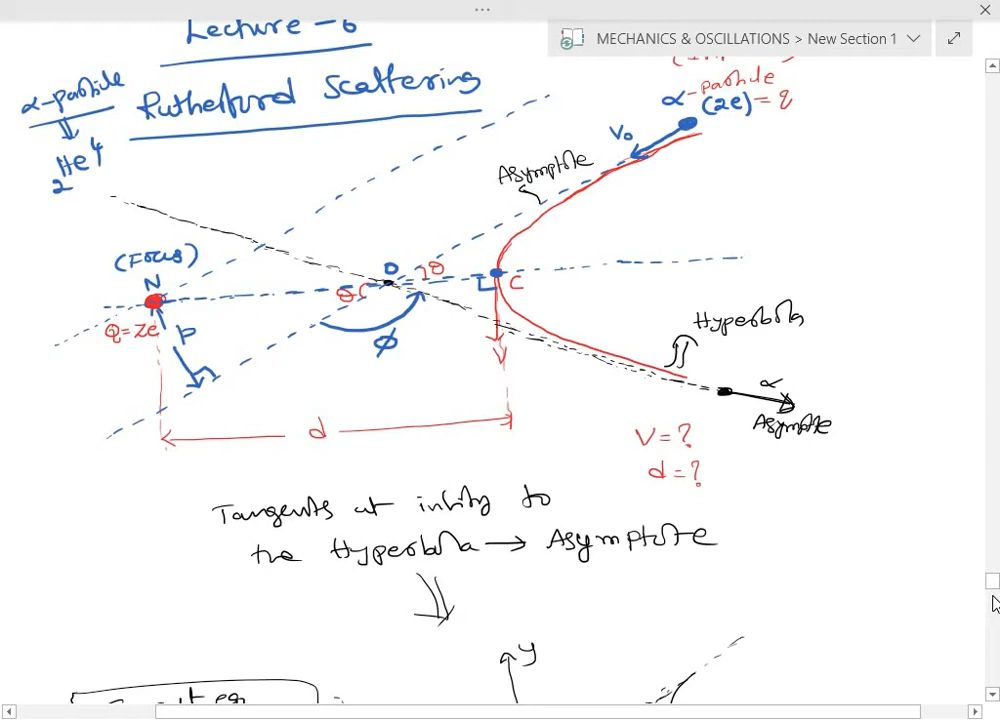 MECHANICS & OSCILLATIONS > New Section 1
Lecture - 6
Rutherford Scattering
α-particle
₂He⁴
α-particle
(2e) = q
V₀
Asymptote
(Focus)
N
O
θ
θ
C
Q=Ze
p
ϕ
V
Hyperbola
α
Asymptote
d
V = ?
d = ?
Tangents at infinity to
the Hyperbola → Asymptote
y